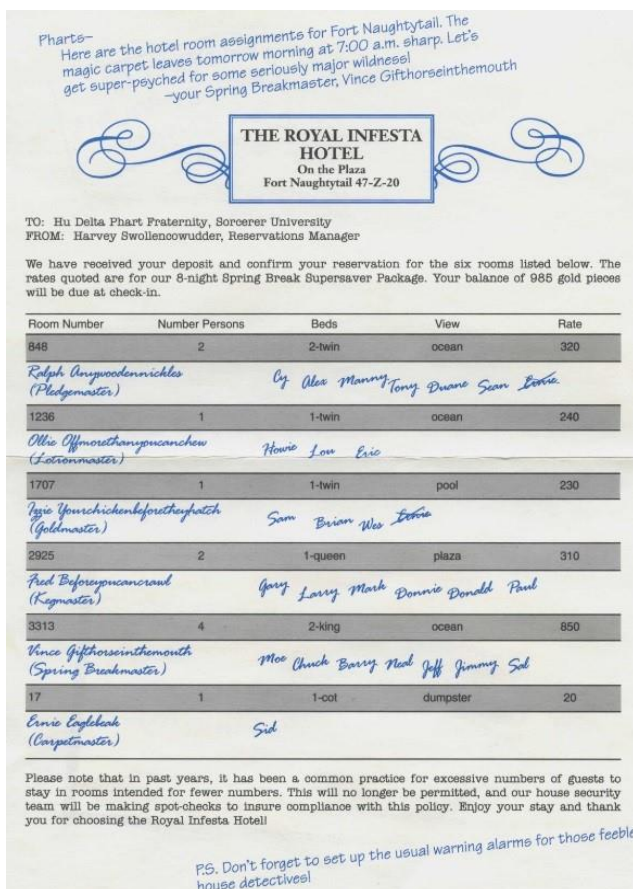 Pharts–
Here are the hotel room assignments for Fort Naughtytail. The
magic carpet leaves tomorrow morning at 7:00 a.m. sharp. Let's
get super-psyched for some seriously major wildness!
–your Spring Breakmaster, Vince Gifthorseinthemouth
THE ROYAL INFESTA
HOTEL
On the Plaza
Fort Naughtytail 47-Z-20
TO: Hu Delta Phart Fraternity, Sorcerer University
FROM: Harvey Swollencowudder, Reservations Manager
We have received your deposit and confirm your reservation for the six rooms listed below. The
rates quoted are for our 8-night Spring Break Supersaver Package. Your balance of 985 gold pieces
will be due at check-in.
Room Number Number Persons Beds View Rate
848 2 2-twin ocean 320
Ralph Anywoodennickles Cy Alex Manny Tony Duane Sean Ernie
(Pledgemaster)
1236 1 1-twin ocean 240
Ollie Offmorethanyoucanchew Howie Lou Eric
(Lotionmaster)
1707 1 1-twin pool 230
Izzie Yourchickenbeforetheyhatch Sam Brian Wes Ernie
(Goldmaster)
2925 2 1-queen plaza 310
Fred Beforeyoucancrawl Gary Larry Mark Donnie Donald Paul
(Kegmaster)
3313 4 2-king ocean 850
Vince Gifthorseinthemouth Moe Chuck Barry Neal Jeff Jimmy Sal
(Spring Breakmaster)
17 1 1-cot dumpster 20
Ernie Eaglebeak Sid
(Carpetmaster)
Please note that in past years, it has been a common practice for excessive numbers of guests to
stay in rooms intended for fewer numbers. This will no longer be permitted, and our house security
team will be making spot-checks to insure compliance with this policy. Enjoy your stay and thank
you for choosing the Royal Infesta Hotel!
P.S. Don't forget to set up the usual warning alarms for those feeble
house detectives!